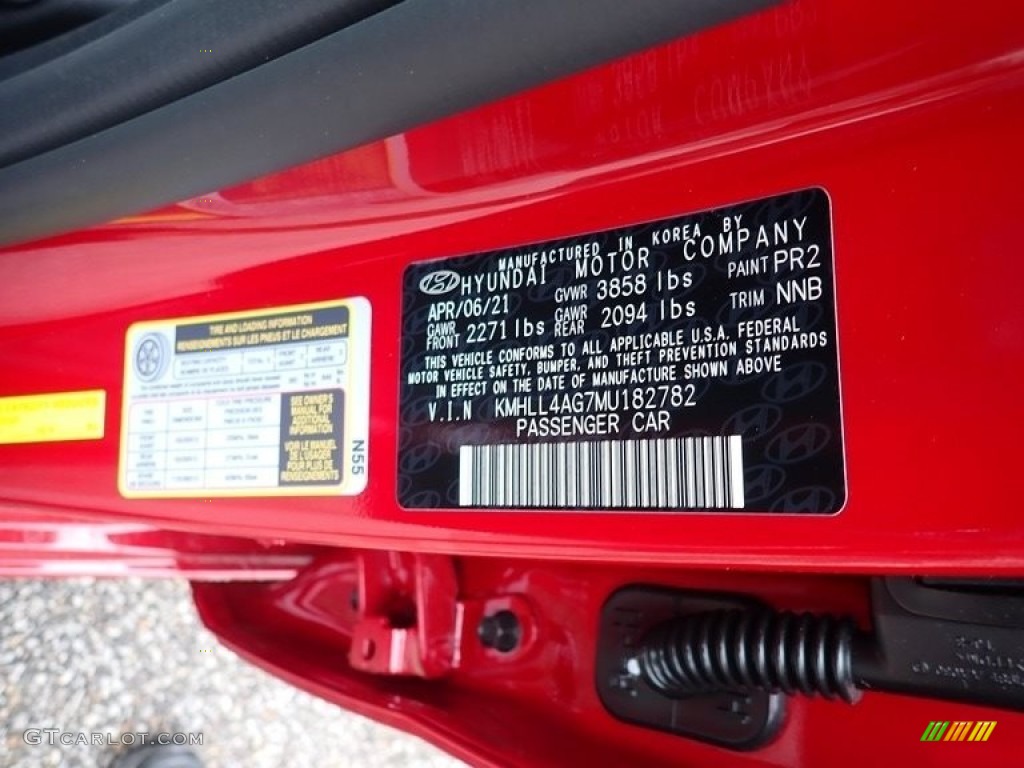 MANUFACTURED IN KOREA BY
HYUNDAI MOTOR COMPANY
APR/06/21 GVWR 3858 lbs PAINT PR2
GAWR FRONT 2271 lbs GAWR REAR 2094 lbs TRIM NNB
THIS VEHICLE CONFORMS TO ALL APPLICABLE U.S.A. FEDERAL
MOTOR VEHICLE SAFETY, BUMPER, AND THEFT PREVENTION STANDARDS
IN EFFECT ON THE DATE OF MANUFACTURE SHOWN ABOVE
V.I.N KMHLL4AG7MU182782
PASSENGER CAR
TIRE AND LOADING INFORMATION
RENSEIGNEMENTS SUR LES PNEUS ET LE CHARGEMENT
SEE OWNER'S
MANUAL FOR
ADDITIONAL
INFORMATION
VOIR LE MANUEL
DE L'USAGER
POUR PLUS DE
RENSEIGNEMENTS
N55
GTCARLOT.COM